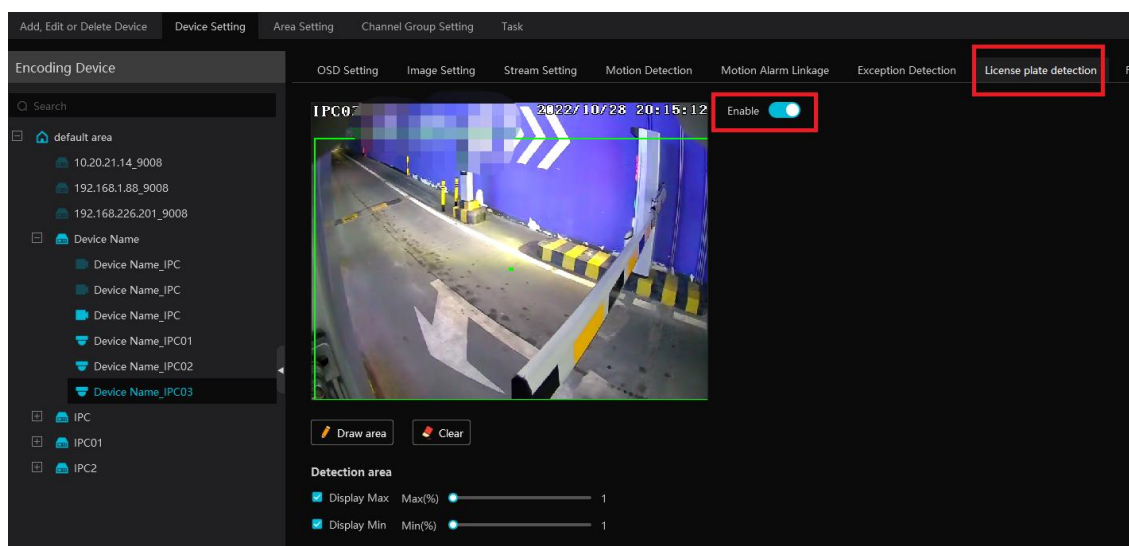 Add, Edit or Delete Device Device Setting Area Setting Channel Group Setting Task
Encoding Device
OSD Setting Image Setting Stream Setting Motion Detection Motion Alarm Linkage Exception Detection License plate detection
Search
IPC03 2022/10/28 20:15:12 Enable
default area
10.20.21.14_9008
192.168.1.88_9008
192.168.226.201_9008
Device Name
Device Name_IPC
Device Name_IPC
Device Name_IPC
Device Name_IPC01
Device Name_IPC02
Device Name_IPC03
IPC
IPC01
IPC2
Draw area Clear
Detection area
Display Max Max(%) 1
Display Min Min(%) 1